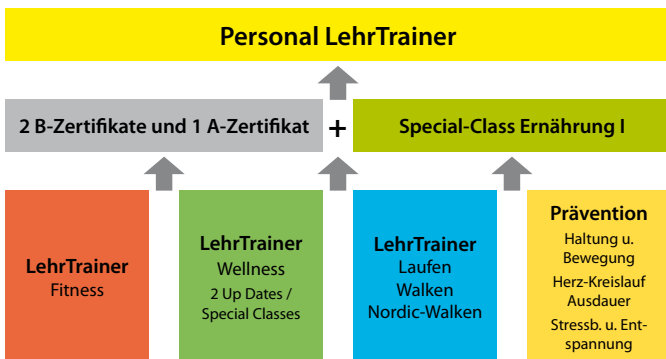 Personal LehrTrainer
2 B-Zertifikate und 1 A-Zertifikat
+
Special-Class Ernährung I
LehrTrainer
Fitness
LehrTrainer
Wellness
2 Up Dates /
Special Classes
LehrTrainer
Laufen
Walken
Nordic-Walken
Prävention
Haltung u.
Bewegung
Herz-Kreislauf
Ausdauer
Stressb. u. Ent-
spannung